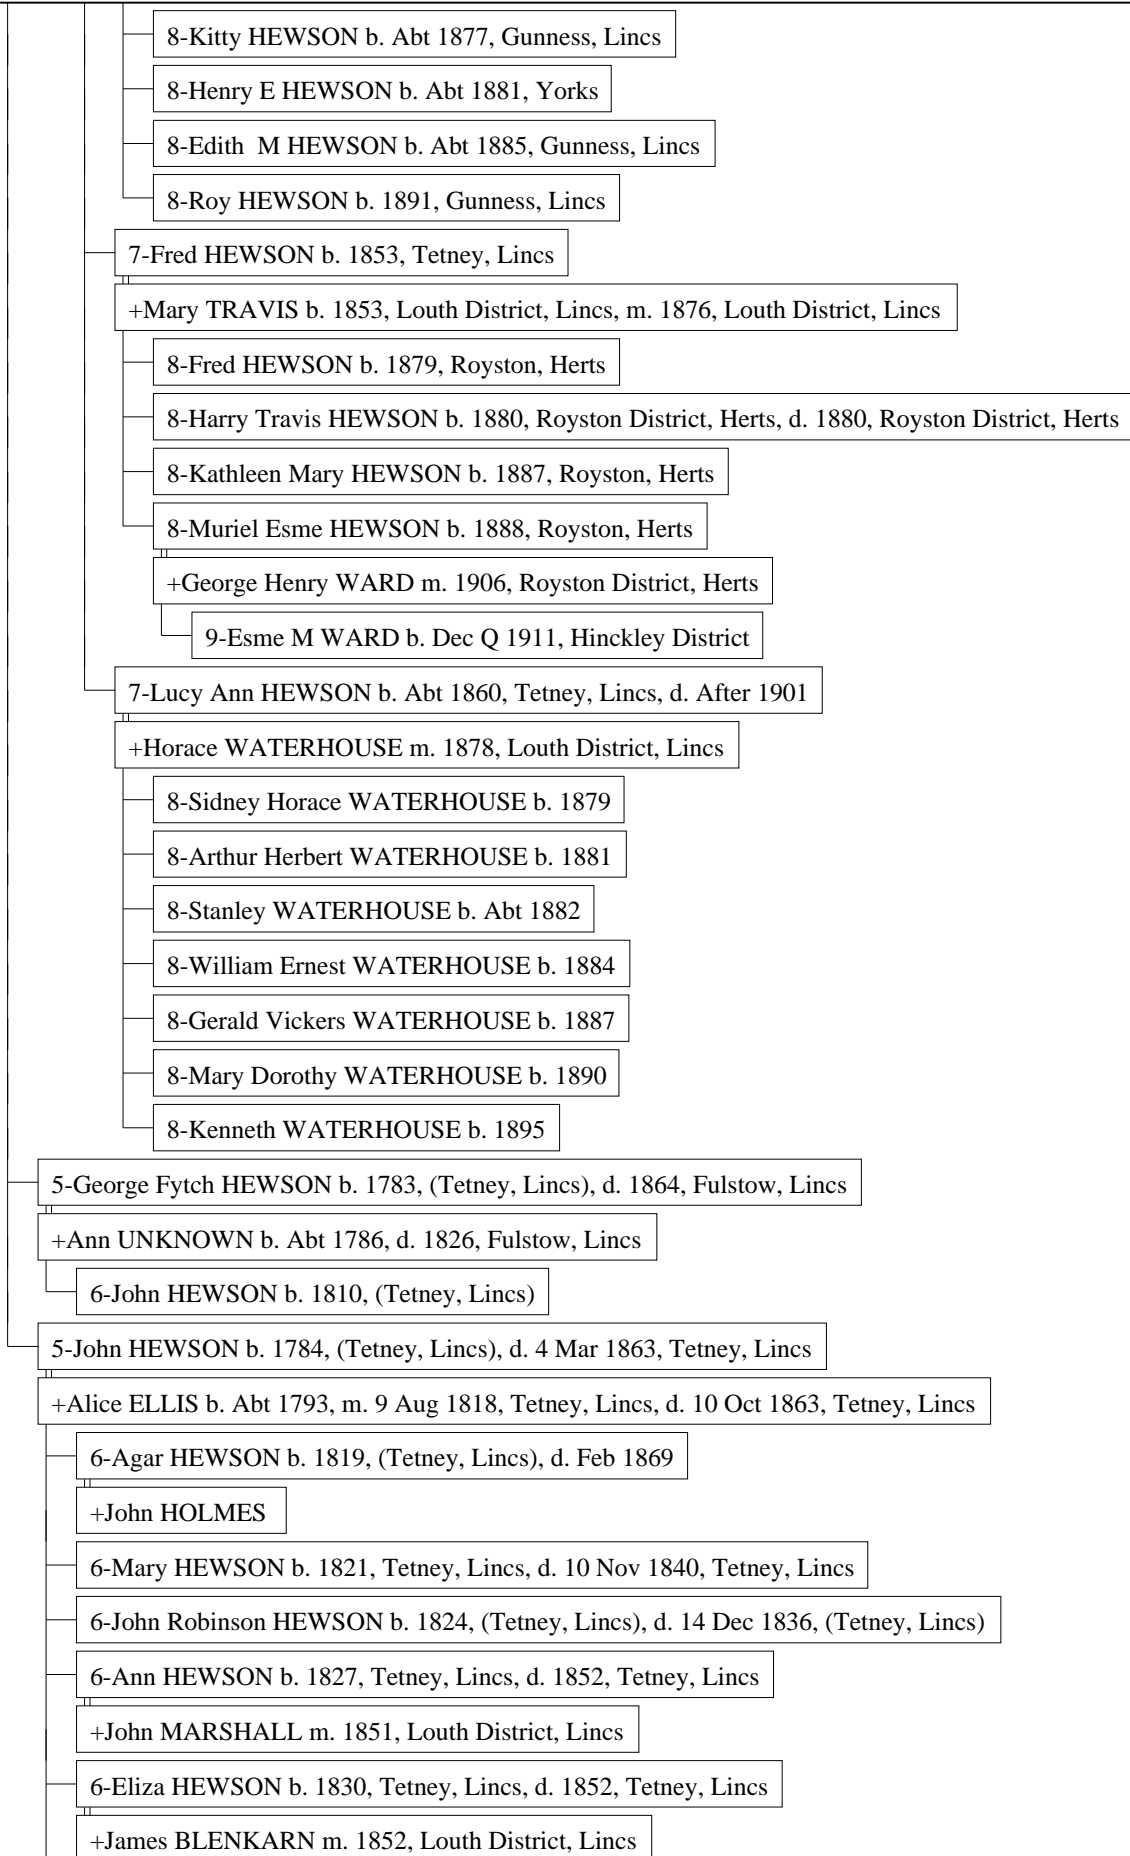 8-Kitty HEWSON b. Abt 1877, Gunness, Lincs
8-Henry E HEWSON b. Abt 1881, Yorks
8-Edith  M HEWSON b. Abt 1885, Gunness, Lincs
8-Roy HEWSON b. 1891, Gunness, Lincs
7-Fred HEWSON b. 1853, Tetney, Lincs
+Mary TRAVIS b. 1853, Louth District, Lincs, m. 1876, Louth District, Lincs
8-Fred HEWSON b. 1879, Royston, Herts
8-Harry Travis HEWSON b. 1880, Royston District, Herts, d. 1880, Royston District, Herts
8-Kathleen Mary HEWSON b. 1887, Royston, Herts
8-Muriel Esme HEWSON b. 1888, Royston, Herts
+George Henry WARD m. 1906, Royston District, Herts
9-Esme M WARD b. Dec Q 1911, Hinckley District
7-Lucy Ann HEWSON b. Abt 1860, Tetney, Lincs, d. After 1901
+Horace WATERHOUSE m. 1878, Louth District, Lincs
8-Sidney Horace WATERHOUSE b. 1879
8-Arthur Herbert WATERHOUSE b. 1881
8-Stanley WATERHOUSE b. Abt 1882
8-William Ernest WATERHOUSE b. 1884
8-Gerald Vickers WATERHOUSE b. 1887
8-Mary Dorothy WATERHOUSE b. 1890
8-Kenneth WATERHOUSE b. 1895
5-George Fytch HEWSON b. 1783, (Tetney, Lincs), d. 1864, Fulstow, Lincs
+Ann UNKNOWN b. Abt 1786, d. 1826, Fulstow, Lincs
6-John HEWSON b. 1810, (Tetney, Lincs)
5-John HEWSON b. 1784, (Tetney, Lincs), d. 4 Mar 1863, Tetney, Lincs
+Alice ELLIS b. Abt 1793, m. 9 Aug 1818, Tetney, Lincs, d. 10 Oct 1863, Tetney, Lincs
6-Agar HEWSON b. 1819, (Tetney, Lincs), d. Feb 1869
+John HOLMES
6-Mary HEWSON b. 1821, Tetney, Lincs, d. 10 Nov 1840, Tetney, Lincs
6-John Robinson HEWSON b. 1824, (Tetney, Lincs), d. 14 Dec 1836, (Tetney, Lincs)
6-Ann HEWSON b. 1827, Tetney, Lincs, d. 1852, Tetney, Lincs
+John MARSHALL m. 1851, Louth District, Lincs
6-Eliza HEWSON b. 1830, Tetney, Lincs, d. 1852, Tetney, Lincs
+James BLENKARN m. 1852, Louth District, Lincs